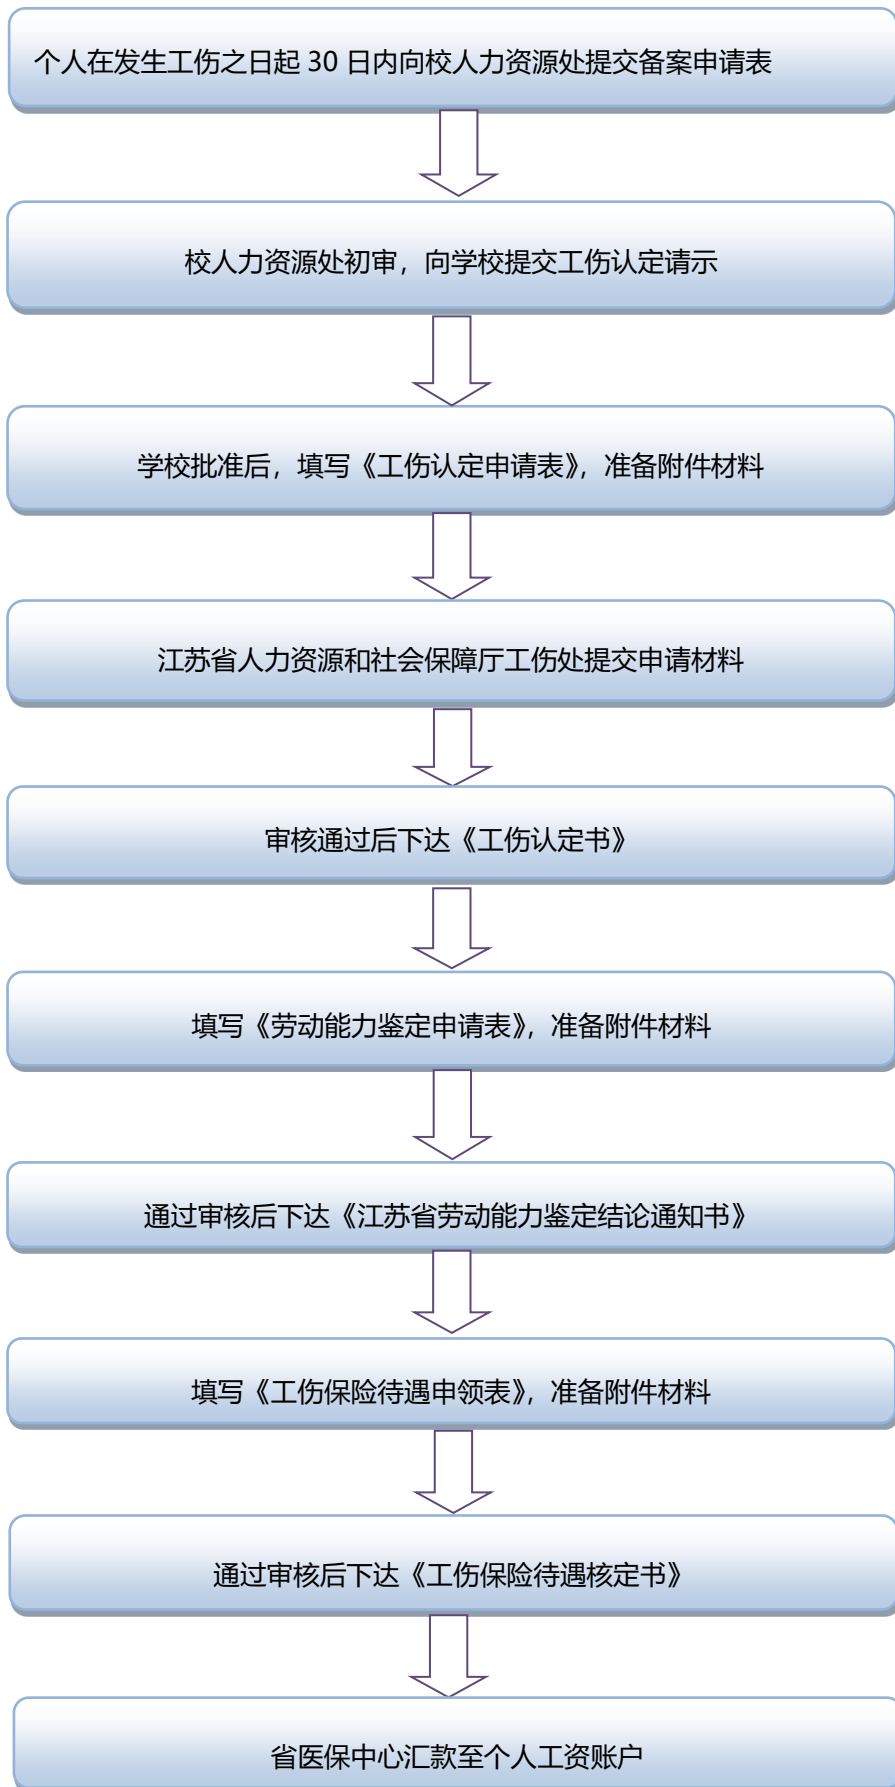 个人在发生工伤之日起 30 日内向校人力资源处提交备案申请表
校人力资源处初审，向学校提交工伤认定请示
学校批准后，填写《工伤认定申请表》，准备附件材料
江苏省人力资源和社会保障厅工伤处提交申请材料
审核通过后下达《工伤认定书》
填写《劳动能力鉴定申请表》，准备附件材料
通过审核后下达《江苏省劳动能力鉴定结论通知书》
填写《工伤保险待遇申领表》，准备附件材料
通过审核后下达《工伤保险待遇核定书》
省医保中心汇款至个人工资账户